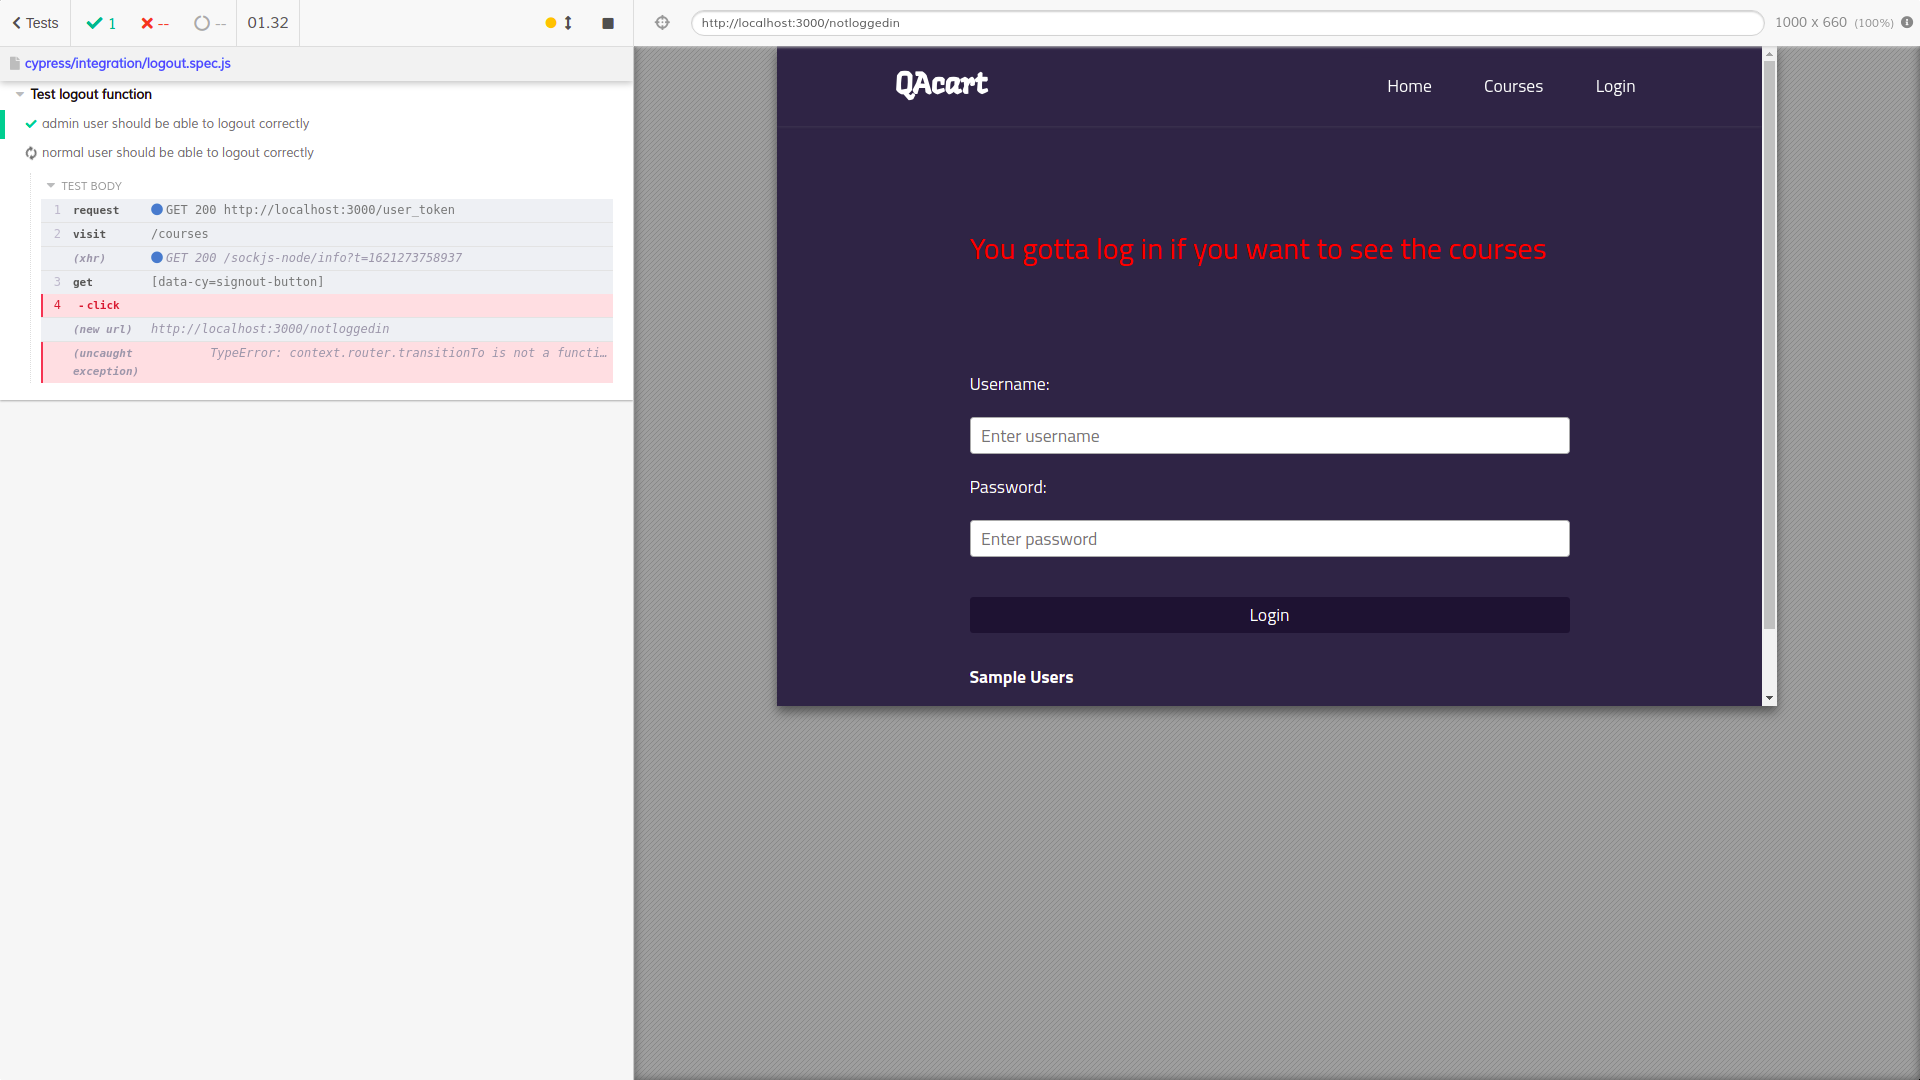 Tests
1
--
--
01.32
http://localhost:3000/notloggedin
1000 x 660 (100%)
cypress/integration/logout.spec.js
Test logout function
admin user should be able to logout correctly
normal user should be able to logout correctly
TEST BODY
1 request GET 200 http://localhost:3000/user_token
2 visit /courses
(xhr) GET 200 /sockjs-node/info?t=1621273758937
3 get [data-cy=signout-button]
4 -click
(new url) http://localhost:3000/notloggedin
(uncaught exception) TypeError: context.router.transitionTo is not a functi…
QAcart
Home
Courses
Login
You gotta log in if you want to see the courses
Username:
Enter username
Password:
Enter password
Login
Sample Users